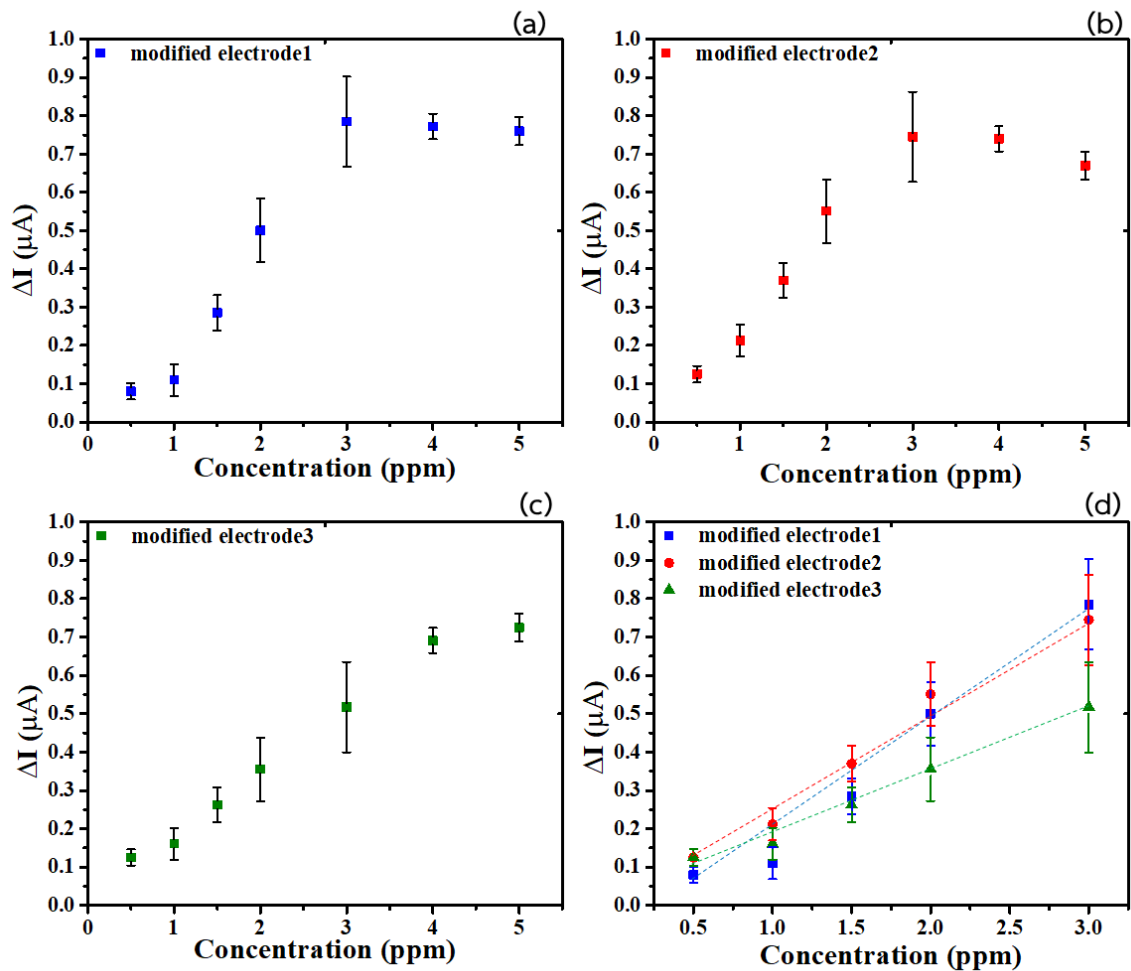 (a)
modified electrode1
1.0
0.9
0.8
0.7
0.6
0.5
0.4
0.3
0.2
0.1
0.0
ΔI (μA)
0 1 2 3 4 5
Concentration (ppm)
(b)
modified electrode2
1.0
0.9
0.8
0.7
0.6
0.5
0.4
0.3
0.2
0.1
0.0
ΔI (μA)
0 1 2 3 4 5
Concentration (ppm)
(c)
modified electrode3
1.0
0.9
0.8
0.7
0.6
0.5
0.4
0.3
0.2
0.1
0.0
ΔI (μA)
0 1 2 3 4 5
Concentration (ppm)
(d)
modified electrode1
modified electrode2
modified electrode3
1.0
0.9
0.8
0.7
0.6
0.5
0.4
0.3
0.2
0.1
0.0
ΔI (μA)
0.5 1.0 1.5 2.0 2.5 3.0
Concentration (ppm)